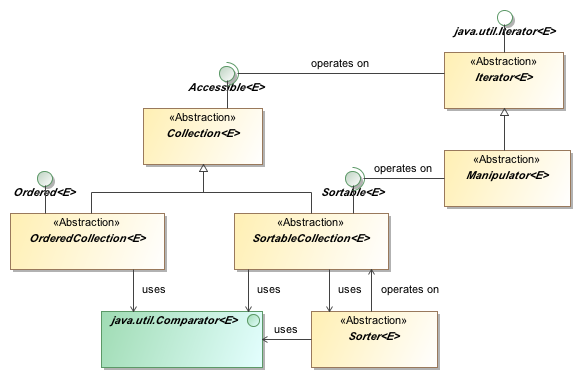 java.util.Iterator<E>
operates on
«Abstraction»
Iterator<E>
Accessible<E>
«Abstraction»
Collection<E>
operates on
«Abstraction»
Manipulator<E>
Ordered<E>
Sortable<E>
«Abstraction»
OrderedCollection<E>
«Abstraction»
SortableCollection<E>
uses
uses
uses
operates on
java.util.Comparator<E>
uses
«Abstraction»
Sorter<E>